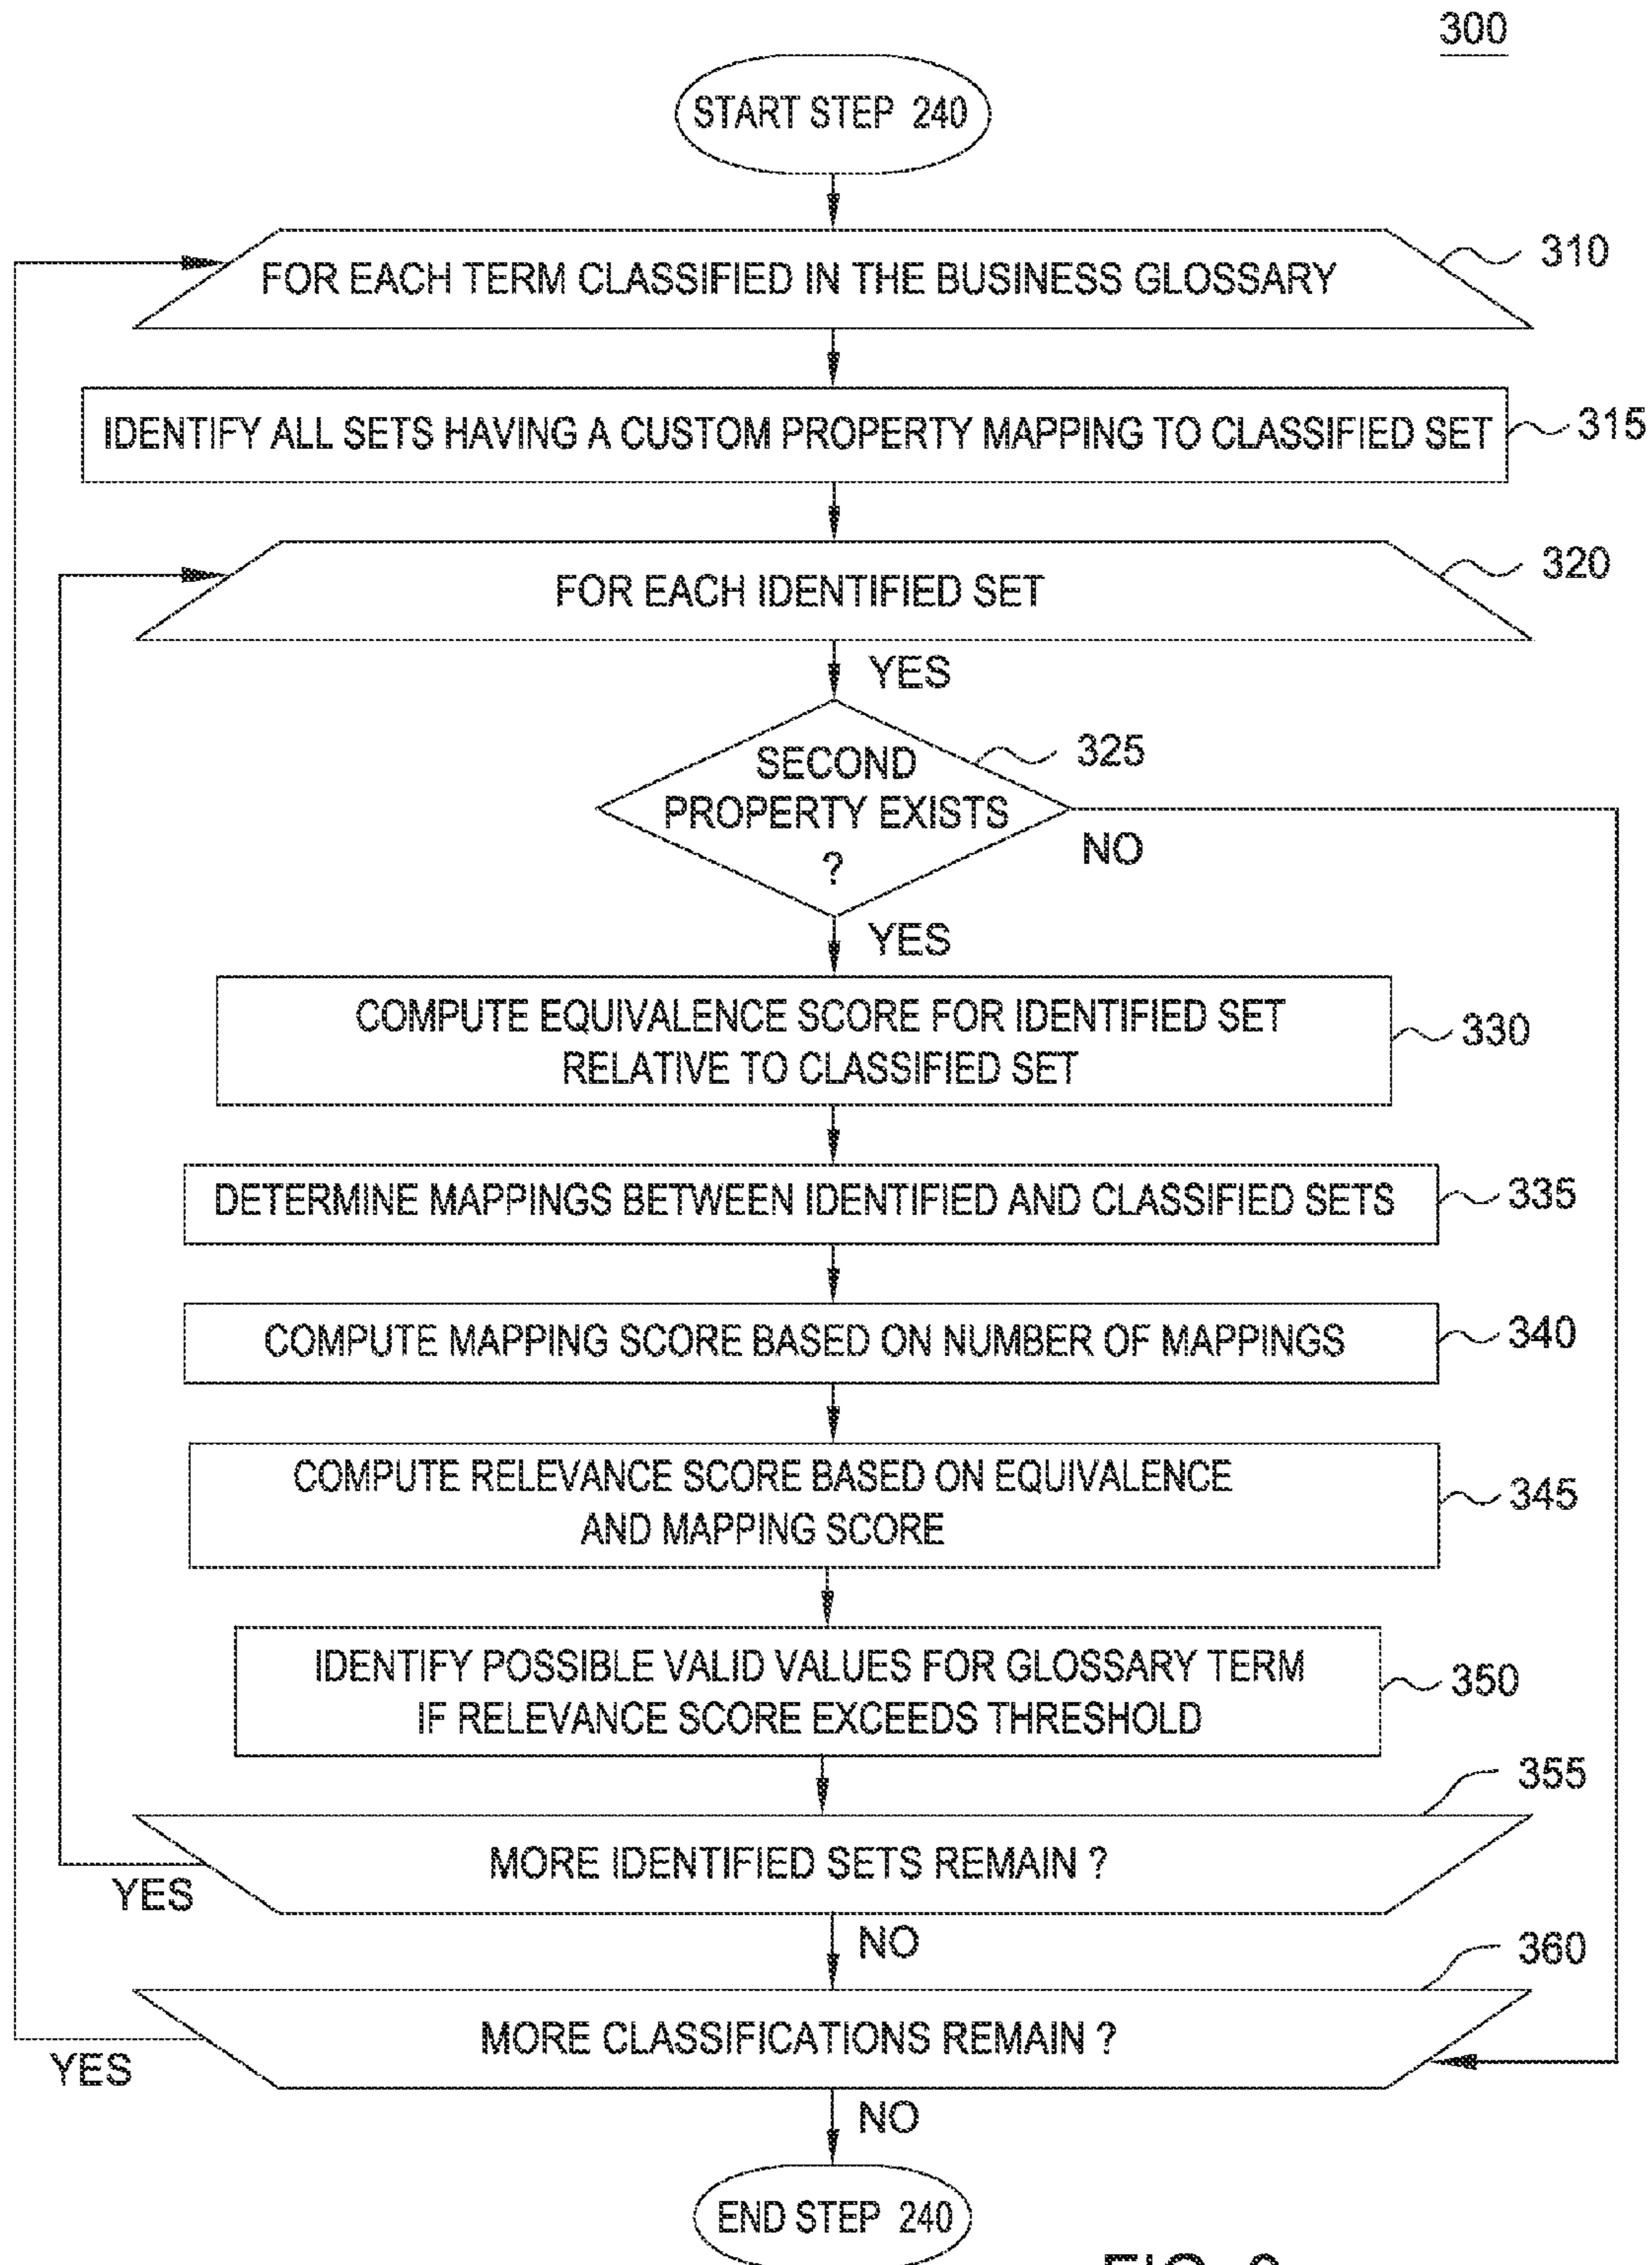 300
START STEP 240
FOR EACH TERM CLASSIFIED IN THE BUSINESS GLOSSARY
310
IDENTIFY ALL SETS HAVING A CUSTOM PROPERTY MAPPING TO CLASSIFIED SET
315
FOR EACH IDENTIFIED SET
320
YES
SECOND
PROPERTY EXISTS
?
325
NO
YES
COMPUTE EQUIVALENCE SCORE FOR IDENTIFIED SET
RELATIVE TO CLASSIFIED SET
330
DETERMINE MAPPINGS BETWEEN IDENTIFIED AND CLASSIFIED SETS
335
COMPUTE MAPPING SCORE BASED ON NUMBER OF MAPPINGS
340
COMPUTE RELEVANCE SCORE BASED ON EQUIVALENCE
AND MAPPING SCORE
345
IDENTIFY POSSIBLE VALID VALUES FOR GLOSSARY TERM
IF RELEVANCE SCORE EXCEEDS THRESHOLD
350
355
MORE IDENTIFIED SETS REMAIN ?
YES
NO
360
MORE CLASSIFICATIONS REMAIN ?
YES
NO
END STEP 240
FIG.